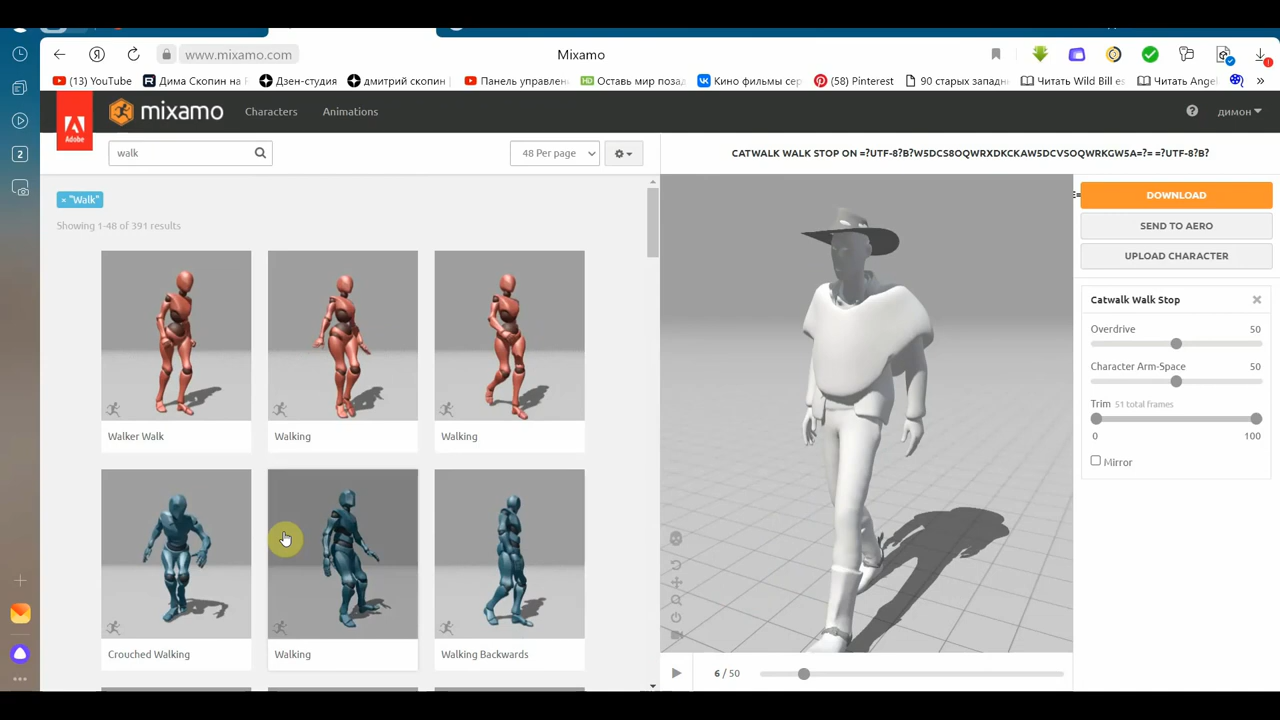 www.mixamo.com
Mixamo
(13) YouTube
Дима Скопин на R
Дзен-студия
дмитрий скопин
Панель управлен
HD Оставь мир позад
Кино фильмы сер
(58) Pinterest
90 старых западн
Читать Wild Bill es
Читать Angel
»
Adobe
mixamo
Characters
Animations
димон
walk
48 Per page
CATWALK WALK STOP ON =?UTF-8?B?W5DCS8OQWRXDKCKAW5DCVSOQWRKGW5A=?= =?UTF-8?B?
× "Walk"
Showing 1-48 of 391 results
DOWNLOAD
SEND TO AERO
UPLOAD CHARACTER
Catwalk Walk Stop
Overdrive 50
Character Arm-Space 50
Trim 51 total frames
0 100
Mirror
Walker Walk
Walking
Walking
Crouched Walking
Walking
Walking Backwards
6 / 50
2